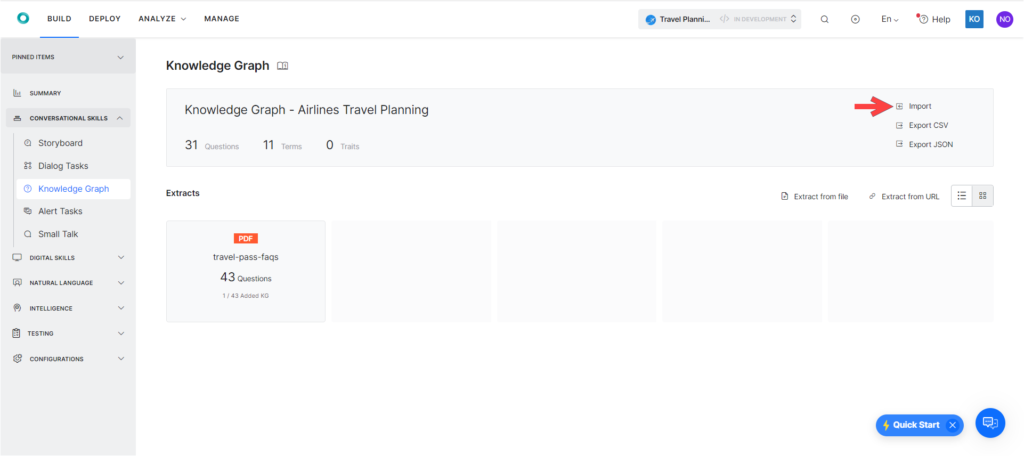 BUILD DEPLOY ANALYZE MANAGE Travel Planni... </> IN DEVELOPMENT En Help KO NO
PINNED ITEMS
SUMMARY
CONVERSATIONAL SKILLS
Storyboard
Dialog Tasks
Knowledge Graph
Alert Tasks
Small Talk
DIGITAL SKILLS
NATURAL LANGUAGE
INTELLIGENCE
TESTING
CONFIGURATIONS
Knowledge Graph
Knowledge Graph - Airlines Travel Planning
31 Questions 11 Terms 0 Traits
Import
Export CSV
Export JSON
Extracts
Extract from file Extract from URL
PDF
travel-pass-faqs
43 Questions
1 / 43 Added KG
Quick Start